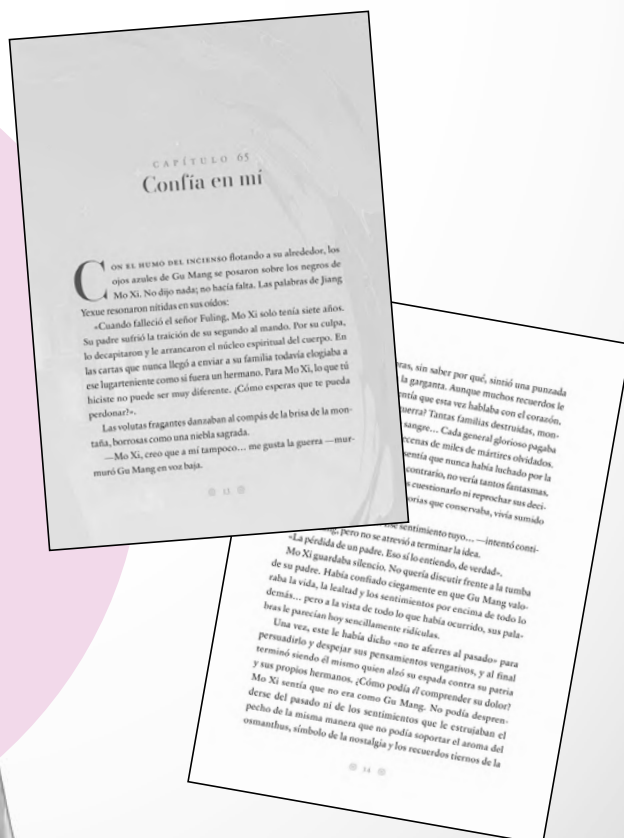 CAPÍTULO 65
Confía en mí
CON EL HUMO DEL INCIENSO flotando a su alrededor, los
ojos azules de Gu Mang se posaron sobre los negros de
Mo Xi. No dijo nada; no hacía falta. Las palabras de Jiang
Yexue resonaron nítidas en sus oídos:
«Cuando falleció el señor Fuling, Mo Xi solo tenía siete años.
Su padre sufrió la traición de su segundo al mando. Por su culpa,
lo decapitaron y le arrancaron el núcleo espiritual del cuerpo. En
las cartas que nunca llegó a enviar a su familia todavía elogiaba a
ese lugarteniente como si fuera un hermano. Para Mo Xi, lo que tú
hiciste no puede ser muy diferente. ¿Cómo esperas que te pueda
perdonar?».
Las volutas fragantes danzaban al compás de la brisa de la mon-
taña, borrosas como una niebla sagrada.
—Mo Xi, creo que a mí tampoco… me gusta la guerra —mur-
muró Gu Mang en voz baja.
13
sin saber por qué, sintió una punzada
la garganta. Aunque muchos recuerdos le
que esta vez hablaba con el corazón.
Tantas familias destruidas, mon-
sangre… Cada general glorioso pagaba
de miles de mártires olvidados.
sentía que nunca había luchado por la
contrario, no vería tantos fantasmas.
cuestionarlo ni reprochar sus deci-
que conservaba, vivía sumido
sentimiento tuyo… —intentó conti-
pero no se atrevió a terminar la idea.
«La pérdida de un padre. Eso sí lo entiendo, de verdad».
Mo Xi guardaba silencio. No quería discutir frente a la tumba
de su padre. Había confiado ciegamente en que Gu Mang valo-
raba la vida, la lealtad y los sentimientos por encima de todo lo
demás… pero a la vista de todo lo que había ocurrido, sus pala-
bras le parecían hoy sencillamente ridículas.
Una vez, este le había dicho «no te aferres al pasado» para
persuadirlo y despejar sus pensamientos vengativos, y al final
terminó siendo él mismo quien alzó su espada contra su patria
y sus propios hermanos. ¿Cómo podía él comprender su dolor?
Mo Xi sentía que no era como Gu Mang. No podía despren-
derse del pasado ni de los sentimientos que le estrujaban el
pecho de la misma manera que no podía soportar el aroma del
osmanthus, símbolo de la nostalgia y los recuerdos tiernos de la
14